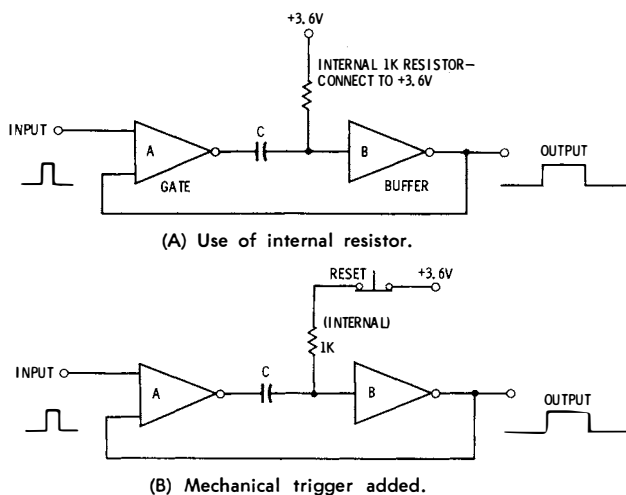 +3.6V
INTERNAL 1K RESISTOR—
CONNECT TO +3.6V
INPUT
A
C
B
OUTPUT
GATE
BUFFER
(A) Use of internal resistor.
RESET
+3.6V
(INTERNAL)
1K
INPUT
A
C
B
OUTPUT
(B) Mechanical trigger added.